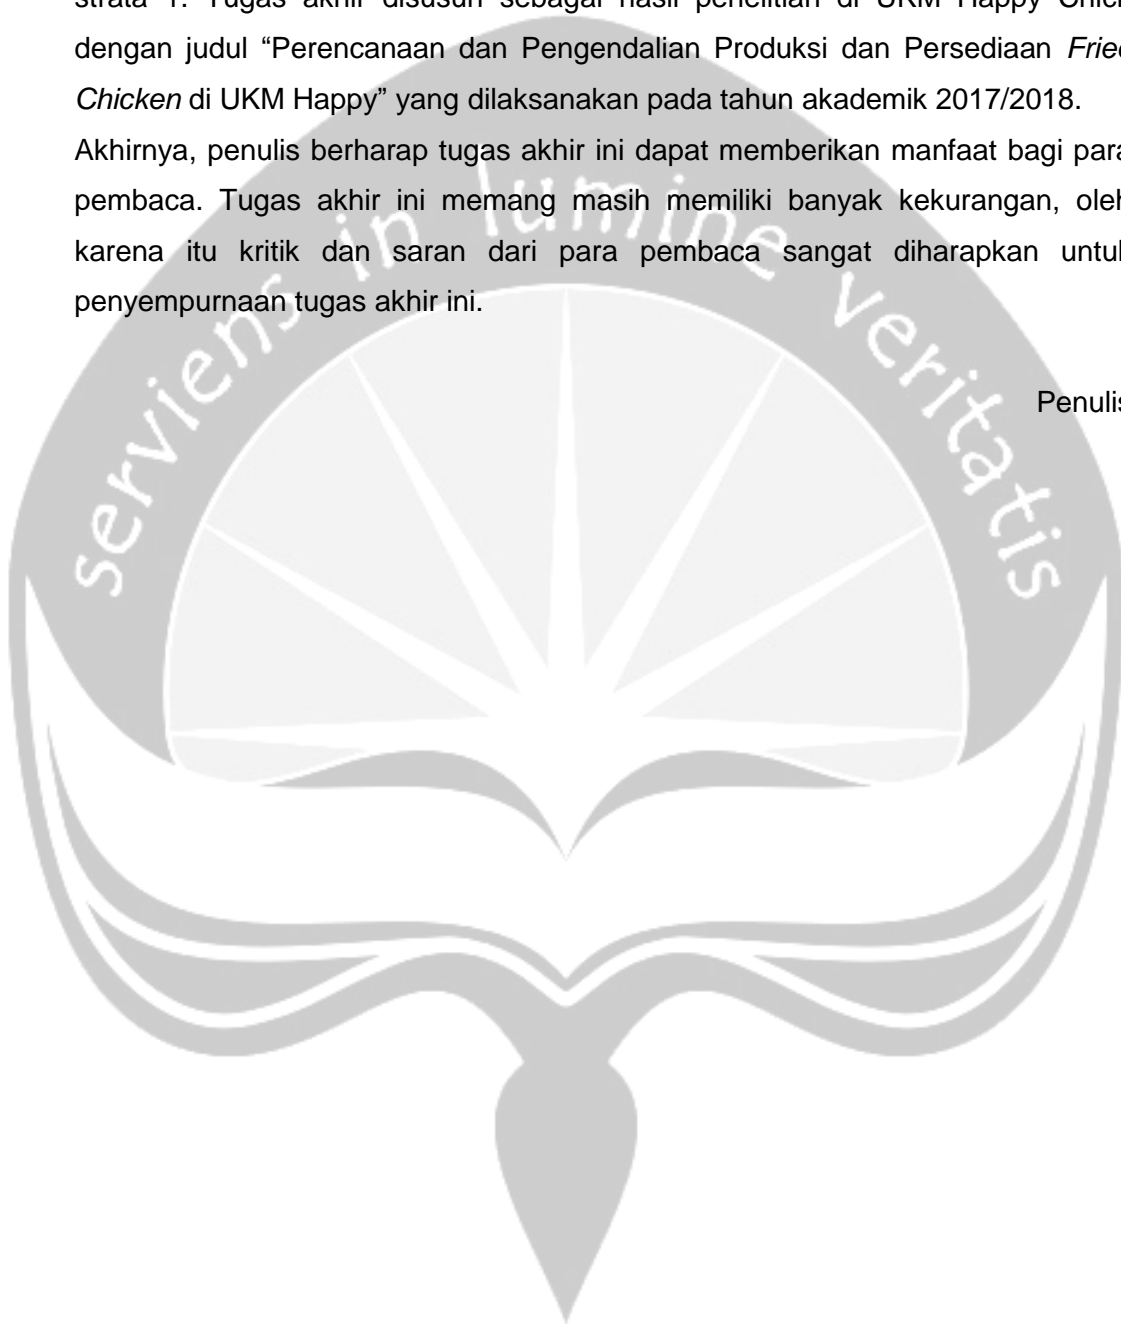 strata 1. Tugas akhir disusun sebagai hasil penelitian di UKM Happy Chick
dengan judul “Perencanaan dan Pengendalian Produksi dan Persediaan Fried
Chicken di UKM Happy” yang dilaksanakan pada tahun akademik 2017/2018.
Akhirnya, penulis berharap tugas akhir ini dapat memberikan manfaat bagi para
pembaca. Tugas akhir ini memang masih memiliki banyak kekurangan, oleh
karena itu kritik dan saran dari para pembaca sangat diharapkan untuk
penyempurnaan tugas akhir ini.
Penulis
serviens in lumine veritatis